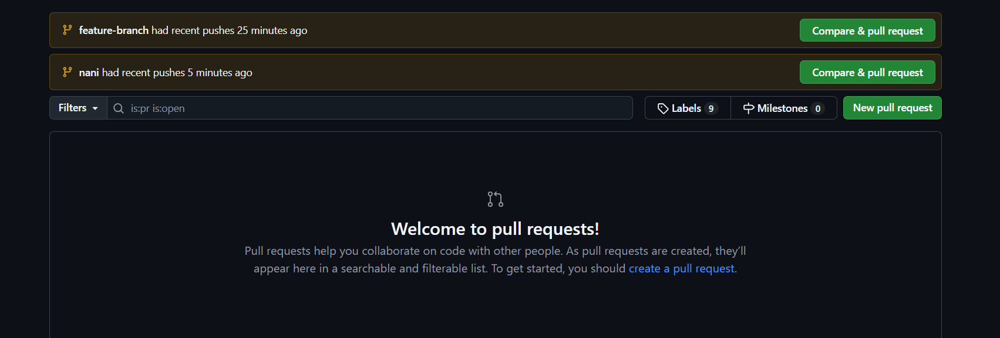 feature-branch had recent pushes 25 minutes ago
Compare & pull request
nani had recent pushes 5 minutes ago
Compare & pull request
Filters
is:pr is:open
Labels 9
Milestones 0
New pull request
Welcome to pull requests!
Pull requests help you collaborate on code with other people. As pull requests are created, they’ll
appear here in a searchable and filterable list. To get started, you should create a pull request.